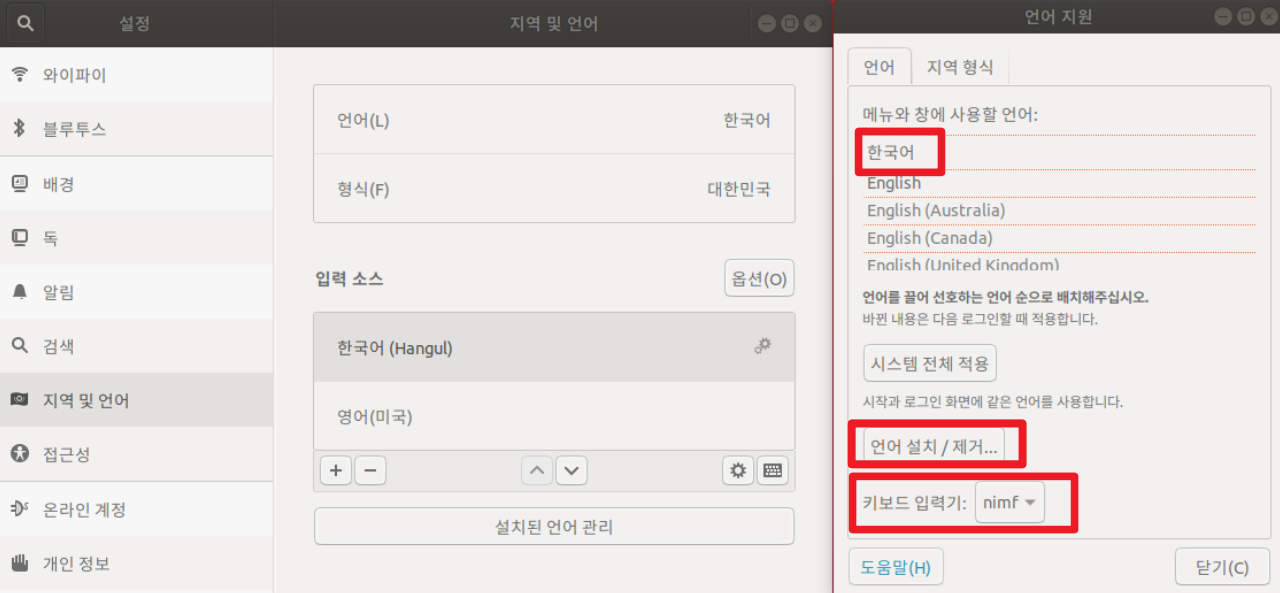 설정
와이파이
블루투스
배경
독
알림
검색
지역 및 언어
접근성
온라인 계정
개인 정보
지역 및 언어
언어(L) 한국어
형식(F) 대한민국
입력 소스 옵션(O)
한국어 (Hangul)
영어(미국)
설치된 언어 관리
언어 지원
언어 지역 형식
메뉴와 창에 사용할 언어:
한국어
English
English (Australia)
English (Canada)
English (United Kingdom)
언어를 끌어 선호하는 언어 순으로 배치해주십시오.
바뀐 내용은 다음 로그인할 때 적용합니다.
시스템 전체 적용
시작과 로그인 화면에 같은 언어를 사용합니다.
언어 설치 / 제거...
키보드 입력기: nimf
도움말(H) 닫기(C)